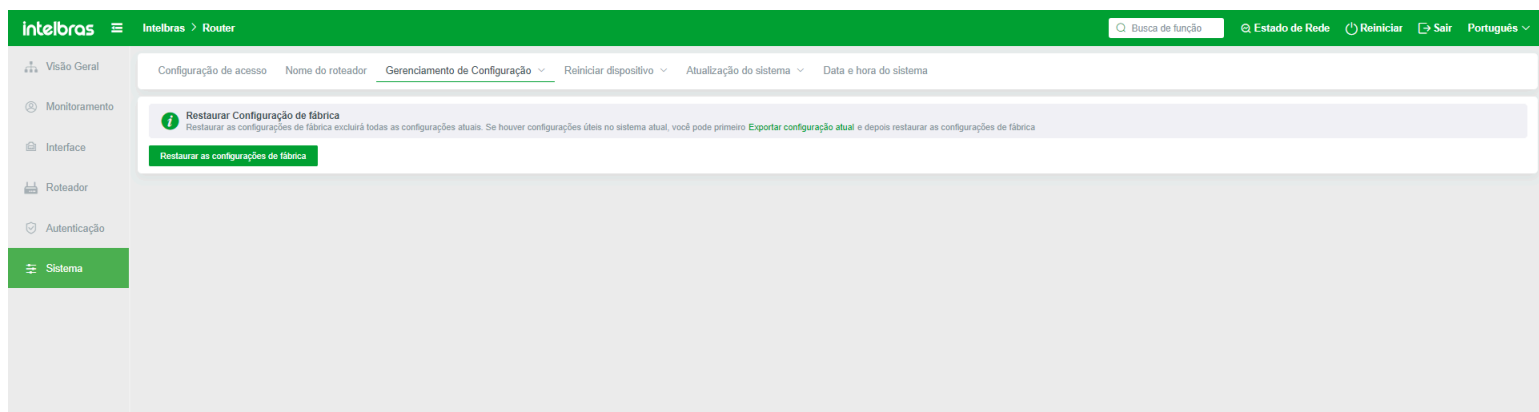 intelbras
Intelbras > Router
Busca de função
Estado de Rede
Reiniciar
Sair
Português
Visão Geral
Monitoramento
Interface
Roteador
Autenticação
Sistema
Configuração de acesso
Nome do roteador
Gerenciamento de Configuração
Reiniciar dispositivo
Atualização do sistema
Data e hora do sistema
Restaurar Configuração de fábrica
Restaurar as configurações de fábrica excluirá todas as configurações atuais. Se houver configurações úteis no sistema atual, você pode primeiro Exportar configuração atual e depois restaurar as configurações de fábrica
Restaurar as configurações de fábrica